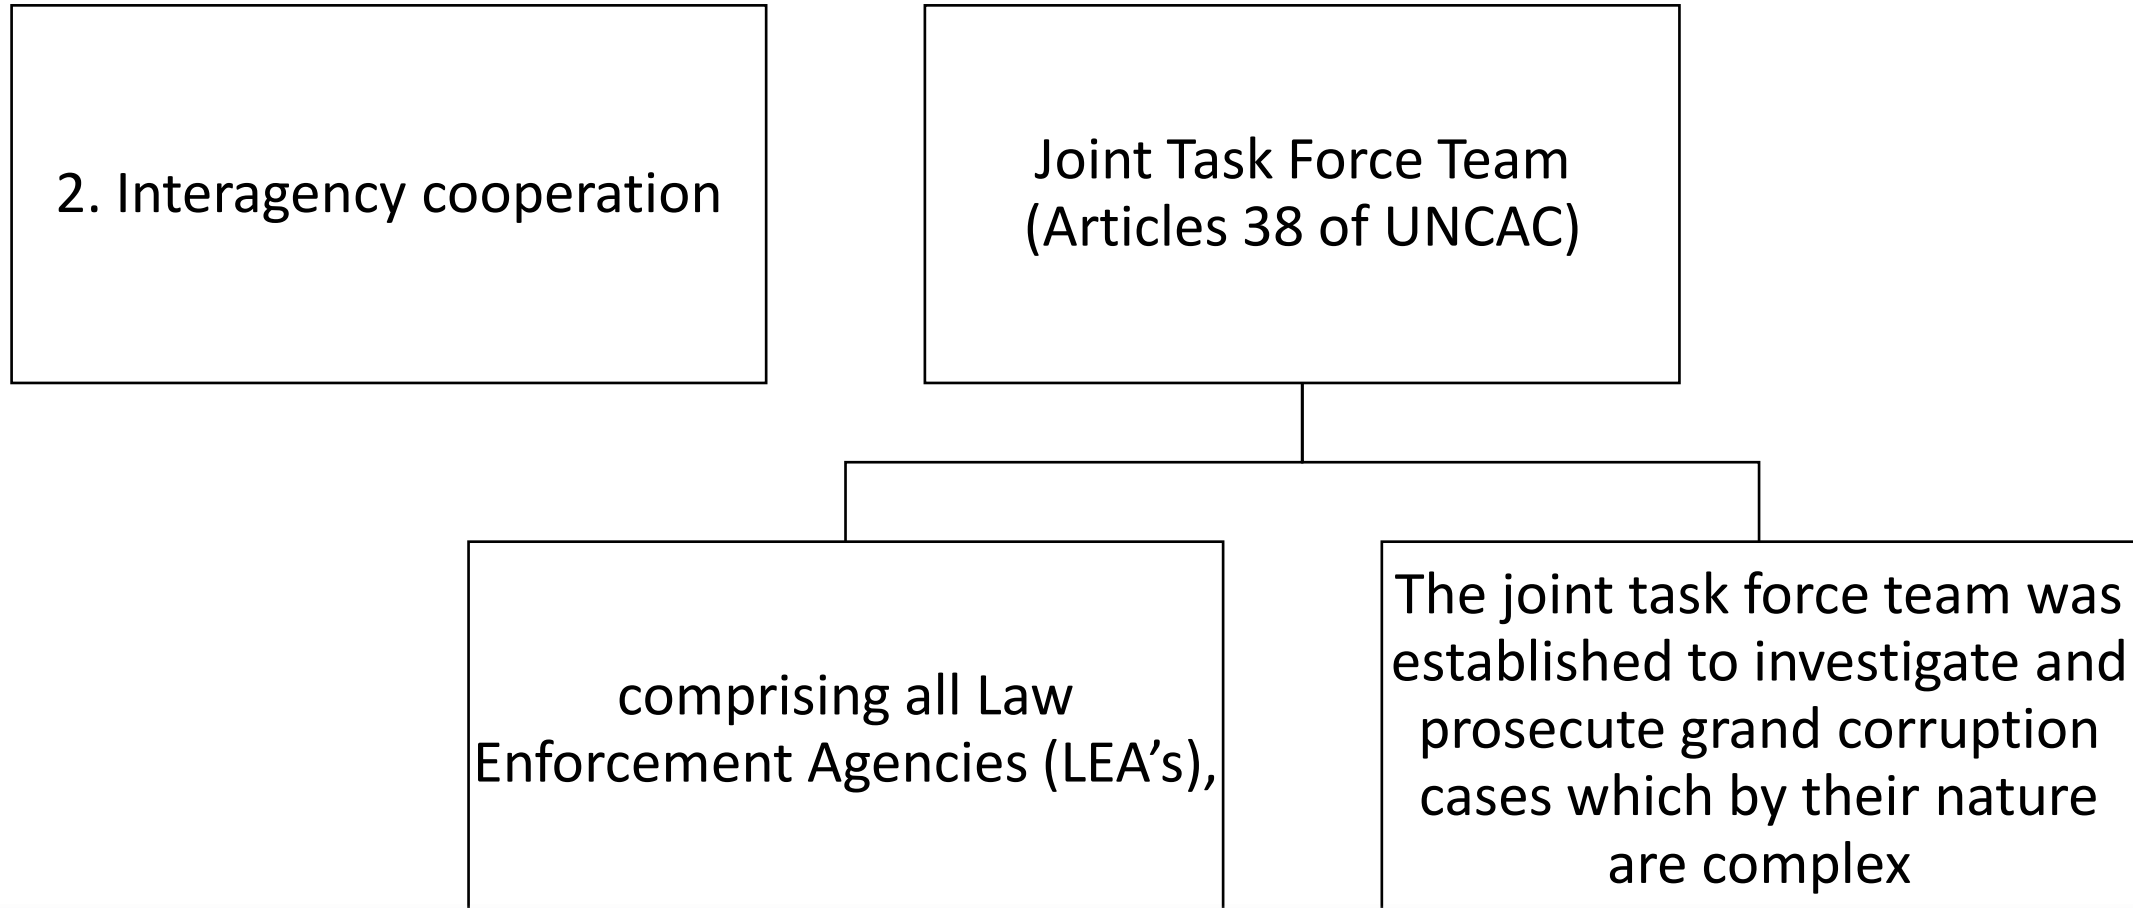 2. Interagency cooperation
Joint Task Force Team
(Articles 38 of UNCAC)
comprising all Law
Enforcement Agencies (LEA’s),
The joint task force team was
established to investigate and
prosecute grand corruption
cases which by their nature
are complex